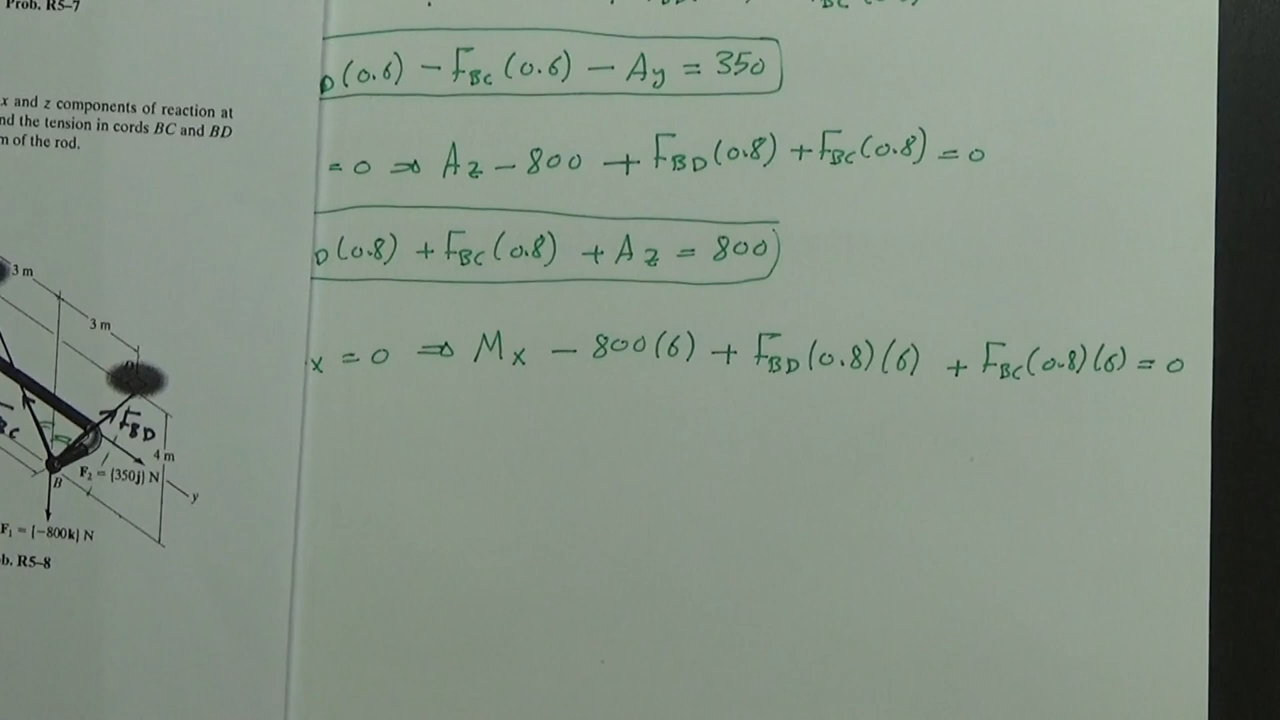 Prob. R5–7
D(0.6) – FBC (0.6) – Ay = 350
x and z components of reaction at
nd the tension in cords BC and BD
n of the rod.
= 0 ⇒ Az – 800 + FBD(0.8) + FBC(0.8) = 0
D(0.8) + FBC(0.8) + Az = 800
x = 0 ⇒ Mx – 800(6) + FBD(0.8)(6) + FBC(0.8)(6) = 0
3 m
3 m
D
BC
FBD
4 m
B
F2 = {350j} N
y
F1 = {–800k} N
b. R5–8